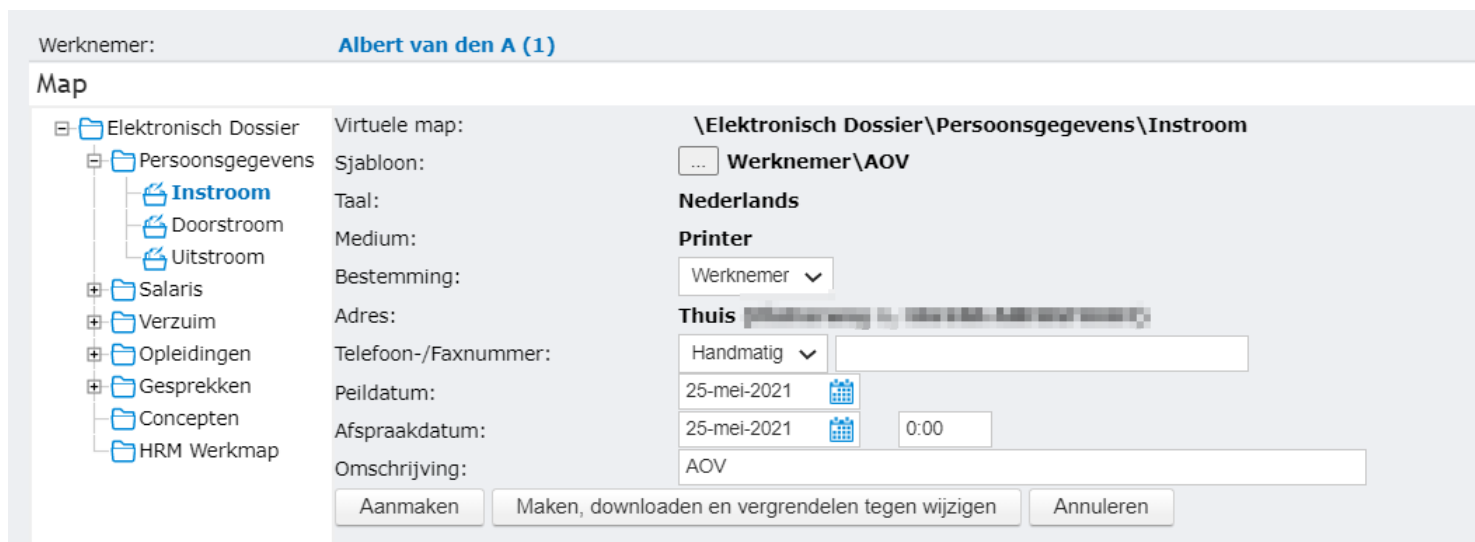 Werknemer: Albert van den A (1)
Map
Elektronisch Dossier
Persoonsgegevens
Instroom
Doorstroom
Uitstroom
Salaris
Verzuim
Opleidingen
Gesprekken
Concepten
HRM Werkmap
Virtuele map: \Elektronisch Dossier\Persoonsgegevens\Instroom
Sjabloon: ... Werknemer\AOV
Taal: Nederlands
Medium: Printer
Bestemming: Werknemer
Adres: Thuis
Telefoon-/Faxnummer: Handmatig
Peildatum: 25-mei-2021
Afspraakdatum: 25-mei-2021 0:00
Omschrijving: AOV
Aanmaken Maken, downloaden en vergrendelen tegen wijzigen Annuleren